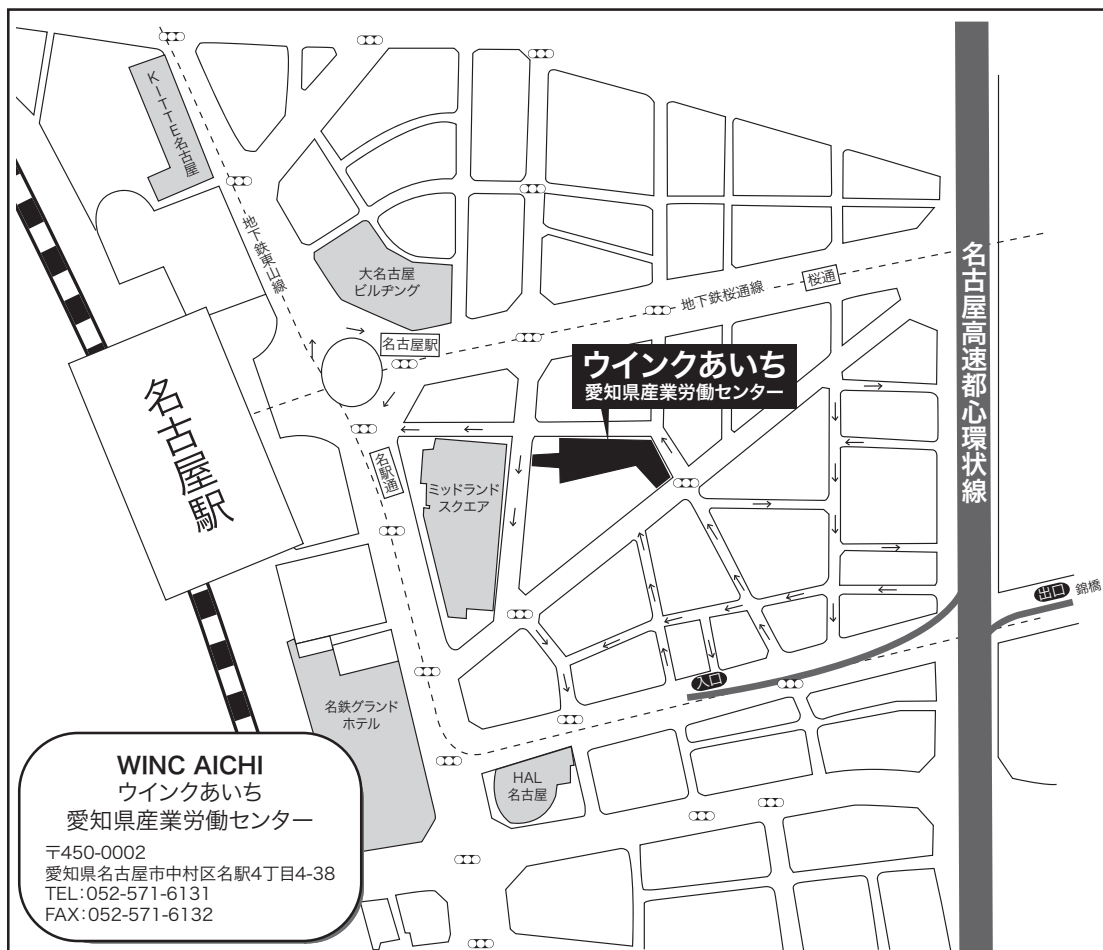 KITTE名古屋
地下鉄東山線
大名古屋
ビルヂング
名古屋駅
地下鉄桜通線
桜通
名古屋高速都心環状線
名古屋駅
名駅通
ミッドランド
スクエア
ウインクあいち
愛知県産業労働センター
出口
錦橋
入口
名鉄グランド
ホテル
HAL
名古屋
WINC AICHI
ウインクあいち
愛知県産業労働センター
〒450-0002
愛知県名古屋市中村区名駅4丁目4-38
TEL:052-571-6131
FAX:052-571-6132